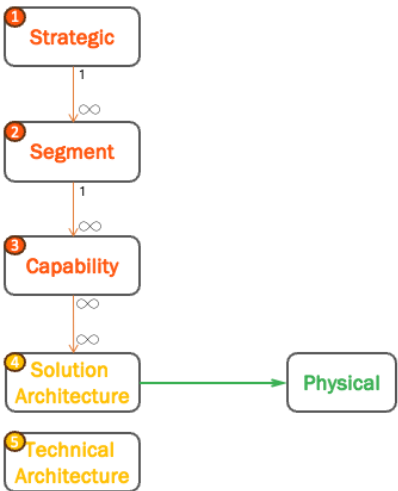 1
Strategic
1
∞
2
Segment
1
∞
3
Capability
∞
∞
4
Solution
Architecture
Physical
5
Technical
Architecture